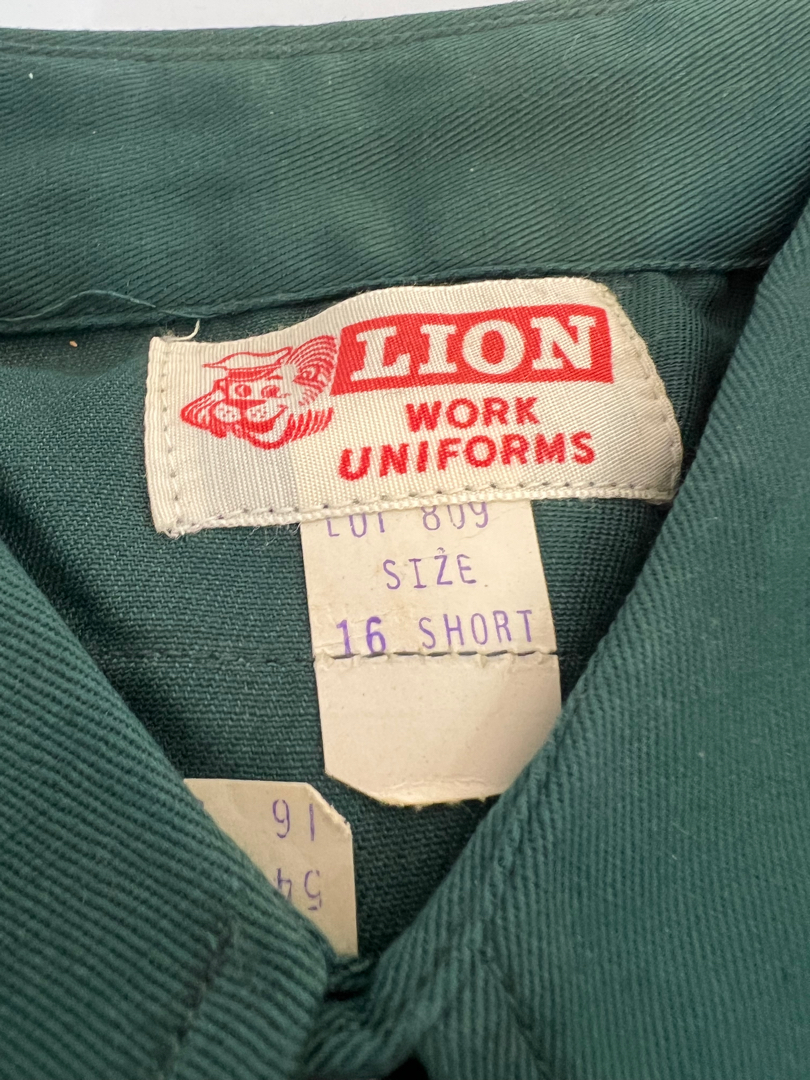 LION
WORK
UNIFORMS
LOT 809
SIZE
16 SHORT
16
54